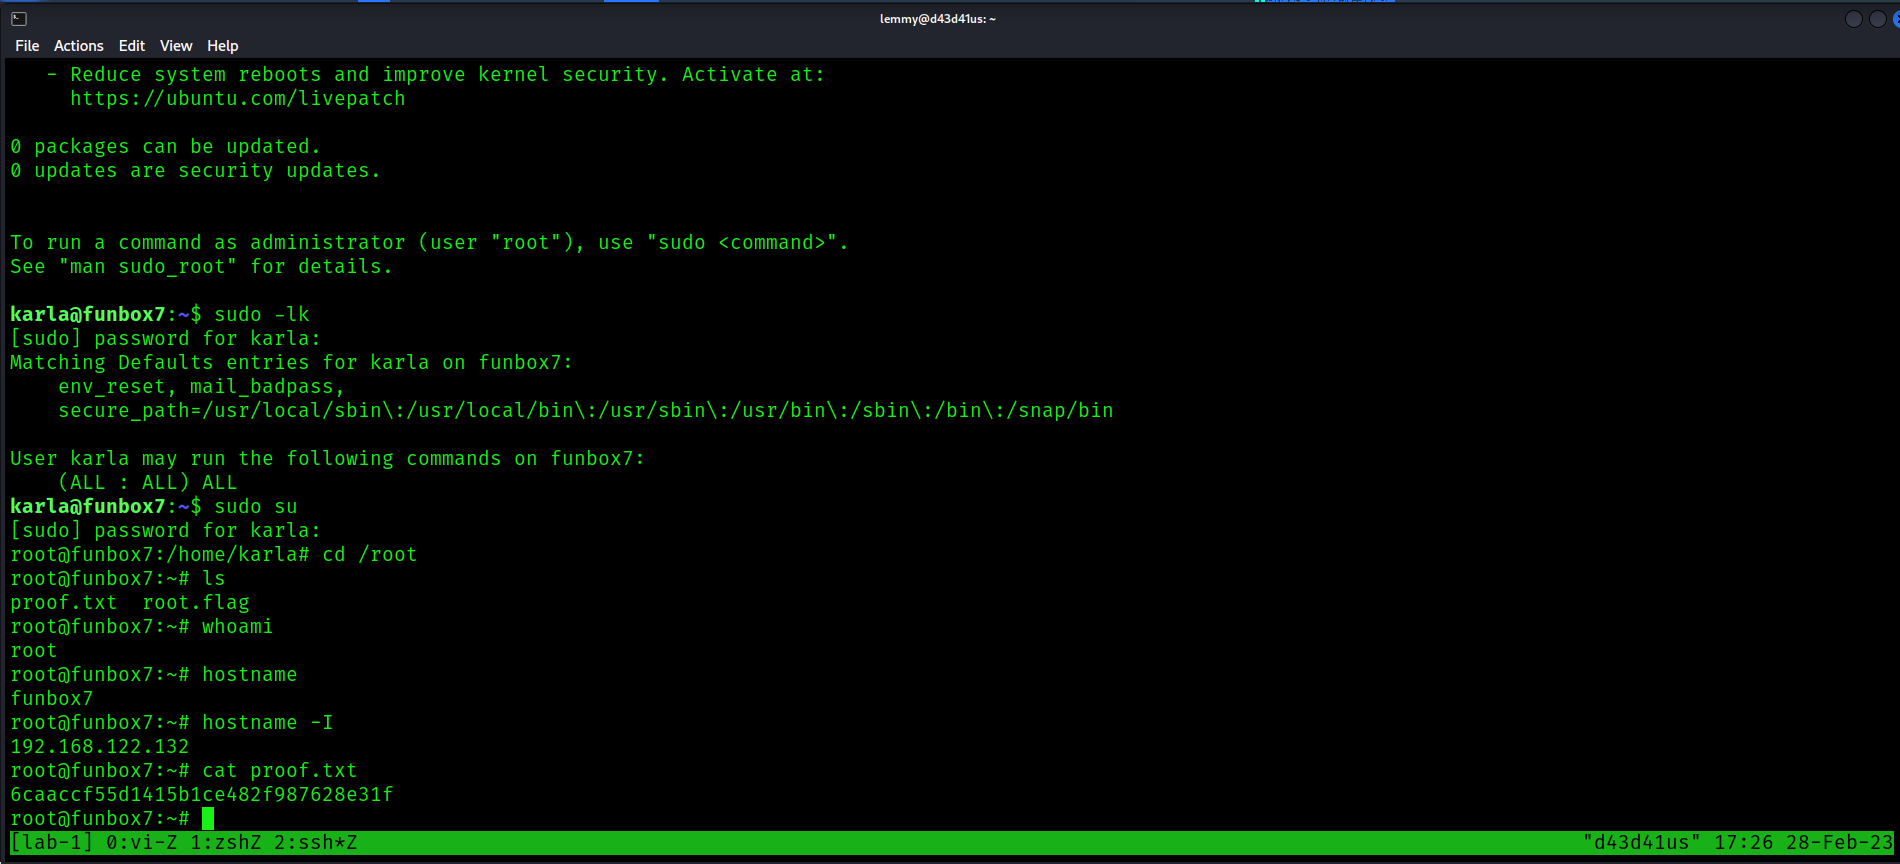 lemmy@d43d41us: ~
File Actions Edit View Help
- Reduce system reboots and improve kernel security. Activate at:
https://ubuntu.com/livepatch
0 packages can be updated.
0 updates are security updates.
To run a command as administrator (user "root"), use "sudo <command>".
See "man sudo_root" for details.
karla@funbox7:~$ sudo -lk
[sudo] password for karla:
Matching Defaults entries for karla on funbox7:
env_reset, mail_badpass,
secure_path=/usr/local/sbin\:/usr/local/bin\:/usr/sbin\:/usr/bin\:/sbin\:/bin\:/snap/bin
User karla may run the following commands on funbox7:
(ALL : ALL) ALL
karla@funbox7:~$ sudo su
[sudo] password for karla:
root@funbox7:/home/karla# cd /root
root@funbox7:~# ls
proof.txt  root.flag
root@funbox7:~# whoami
root
root@funbox7:~# hostname
funbox7
root@funbox7:~# hostname -I
192.168.122.132
root@funbox7:~# cat proof.txt
6caaccf55d1415b1ce482f987628e31f
root@funbox7:~#
[lab-1] 0:vi-Z 1:zshZ 2:ssh*Z "d43d41us" 17:26 28-Feb-23